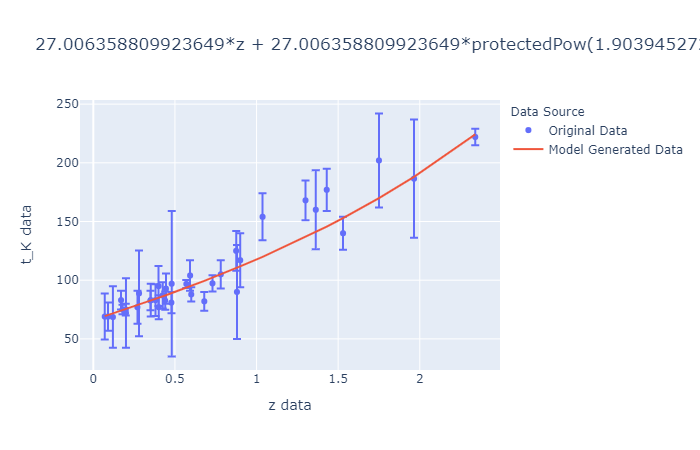 27.006358809923649*z + 27.006358809923649*protectedPow(1.903945273
Data Source
Original Data
Model Generated Data
250
200
150
100
50
t_K data
0
0.5
1
1.5
2
z data